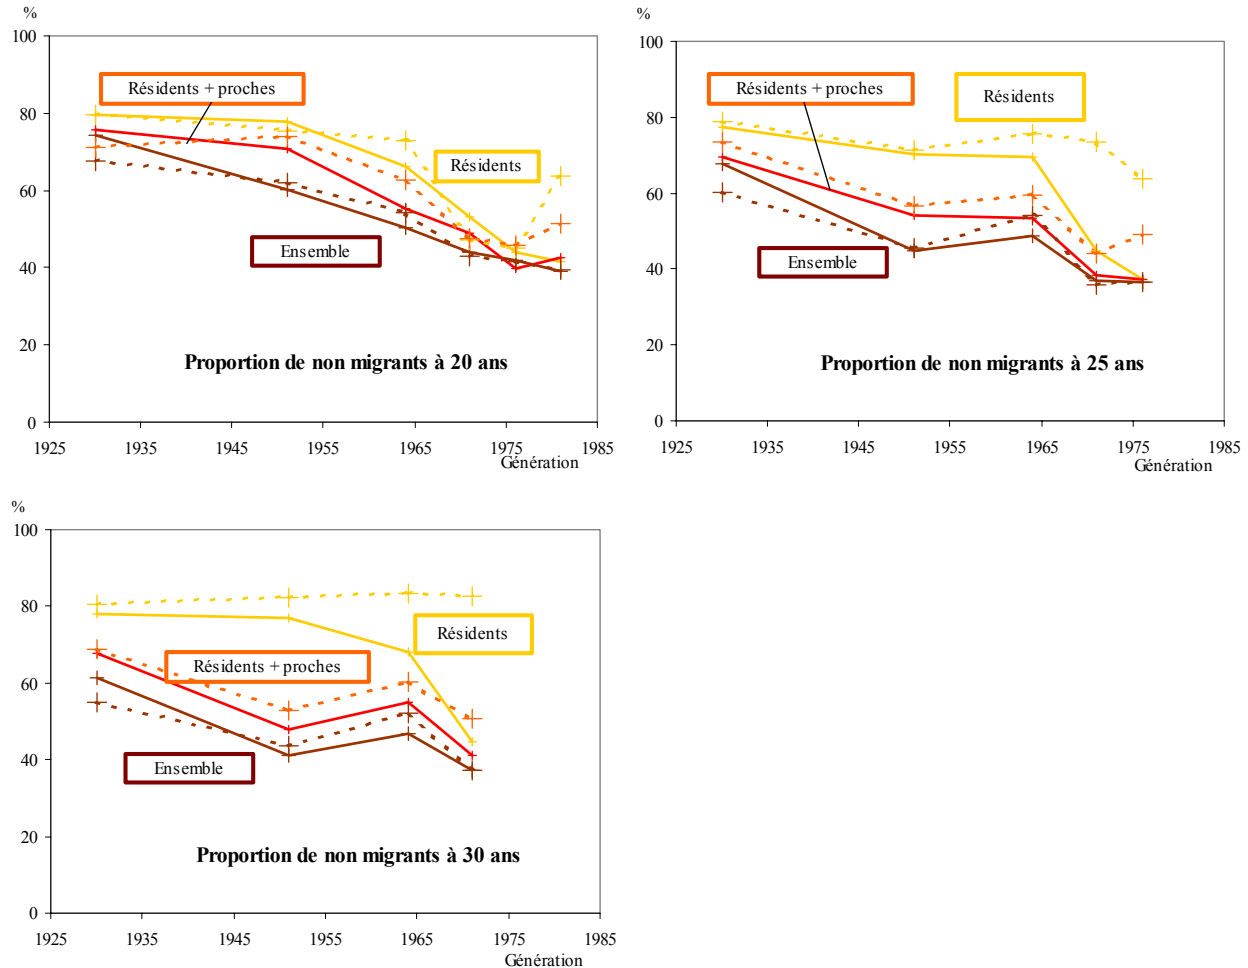 %
100
80
60
40
20
0
Résidents + proches
Résidents
Ensemble
Proportion de non migrants à 20 ans
1925 1935 1945 1955 1965 1975 1985
Génération
%
100
80
60
40
20
0
Résidents + proches
Résidents
Ensemble
Proportion de non migrants à 25 ans
1925 1935 1945 1955 1965 1975 1985
Génération
%
100
80
60
40
20
0
Résidents
Résidents + proches
Ensemble
Proportion de non migrants à 30 ans
1925 1935 1945 1955 1965 1975 1985
Génération